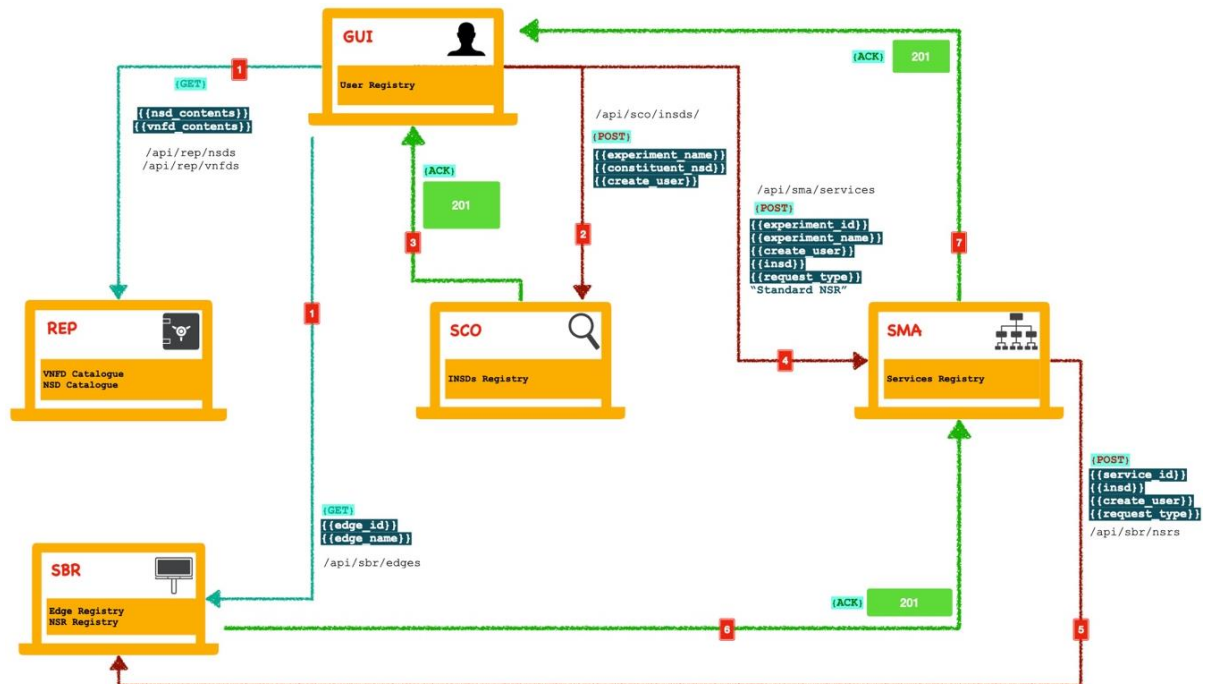 GUI
User Registry
1
{GET}
{{nsd_contents}}
{{vnfd_contents}}
/api/rep/nsds
/api/rep/vnfds
{ACK}
201
3
/api/sco/insds/
{POST}
{{experiment_name}}
{{constituent_nsd}}
{{create_user}}
2
/api/sma/services
{POST}
{{experiment_id}}
{{experiment_name}}
{{create_user}}
{{insd}}
{{request_type}}
“Standard NSR”
4
{ACK}
201
7
REP
VNFD Catalogue
NSD Catalogue
1
SCO
INSDs Registry
SMA
Services Registry
{POST}
{{service_id}}
{{insd}}
{{create_user}}
{{request_type}}
/api/sbr/nsrs
{GET}
{{edge_id}}
{{edge_name}}
/api/sbr/edges
SBR
Edge Registry
NSR Registry
{ACK}
201
6
5